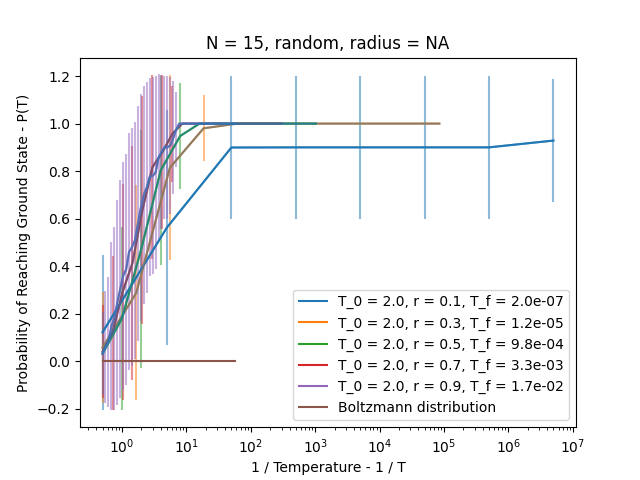 N = 15, random, radius = NA
Probability of Reaching Ground State - P(T)
1.2
1.0
0.8
0.6
0.4
0.2
0.0
−0.2
T_0 = 2.0, r = 0.1, T_f = 2.0e-07
T_0 = 2.0, r = 0.3, T_f = 1.2e-05
T_0 = 2.0, r = 0.5, T_f = 9.8e-04
T_0 = 2.0, r = 0.7, T_f = 3.3e-03
T_0 = 2.0, r = 0.9, T_f = 1.7e-02
Boltzmann distribution
10⁰ 10¹ 10² 10³ 10⁴ 10⁵ 10⁶ 10⁷
1 / Temperature - 1 / T